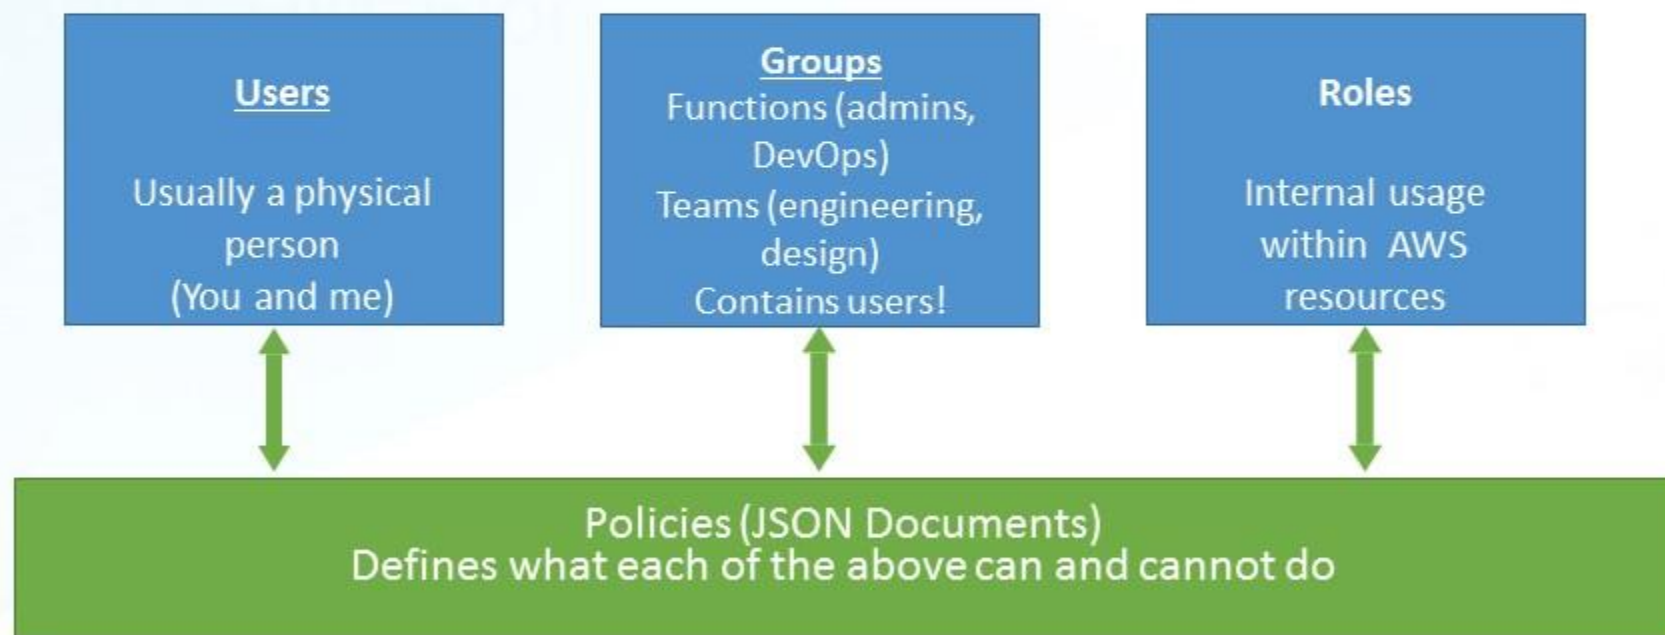 Users
Usually a physical
person
(You and me)
Groups
Functions (admins,
DevOps)
Teams (engineering,
design)
Contains users!
Roles
Internal usage
within AWS
resources
Policies (JSON Documents)
Defines what each of the above can and cannot do